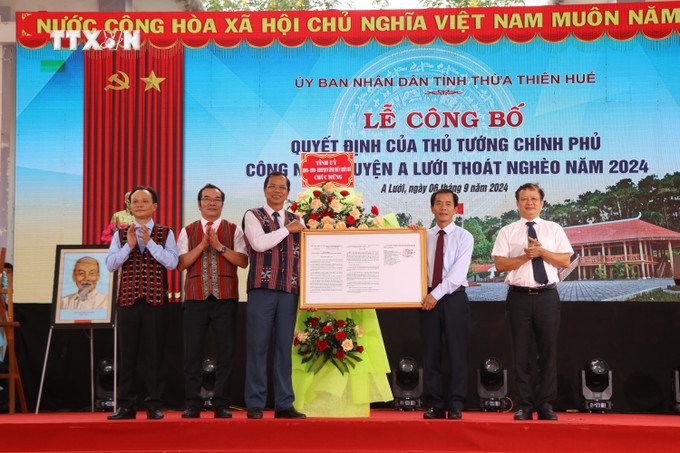 NƯỚC CỘNG HÒA XÃ HỘI CHỦ NGHĨA VIỆT NAM MUÔN NĂM
TTXVN
ỦY BAN NHÂN DÂN TỈNH THỪA THIÊN HUẾ
LỄ CÔNG BỐ
QUYẾT ĐỊNH CỦA THỦ TƯỚNG CHÍNH PHỦ
CÔNG N UYỆN A LƯỚI THOÁT NGHÈO NĂM 2024
A Lưới, ngày 06 tháng 9 năm 2024
TỈNH ỦY
CHÚC MỪNG